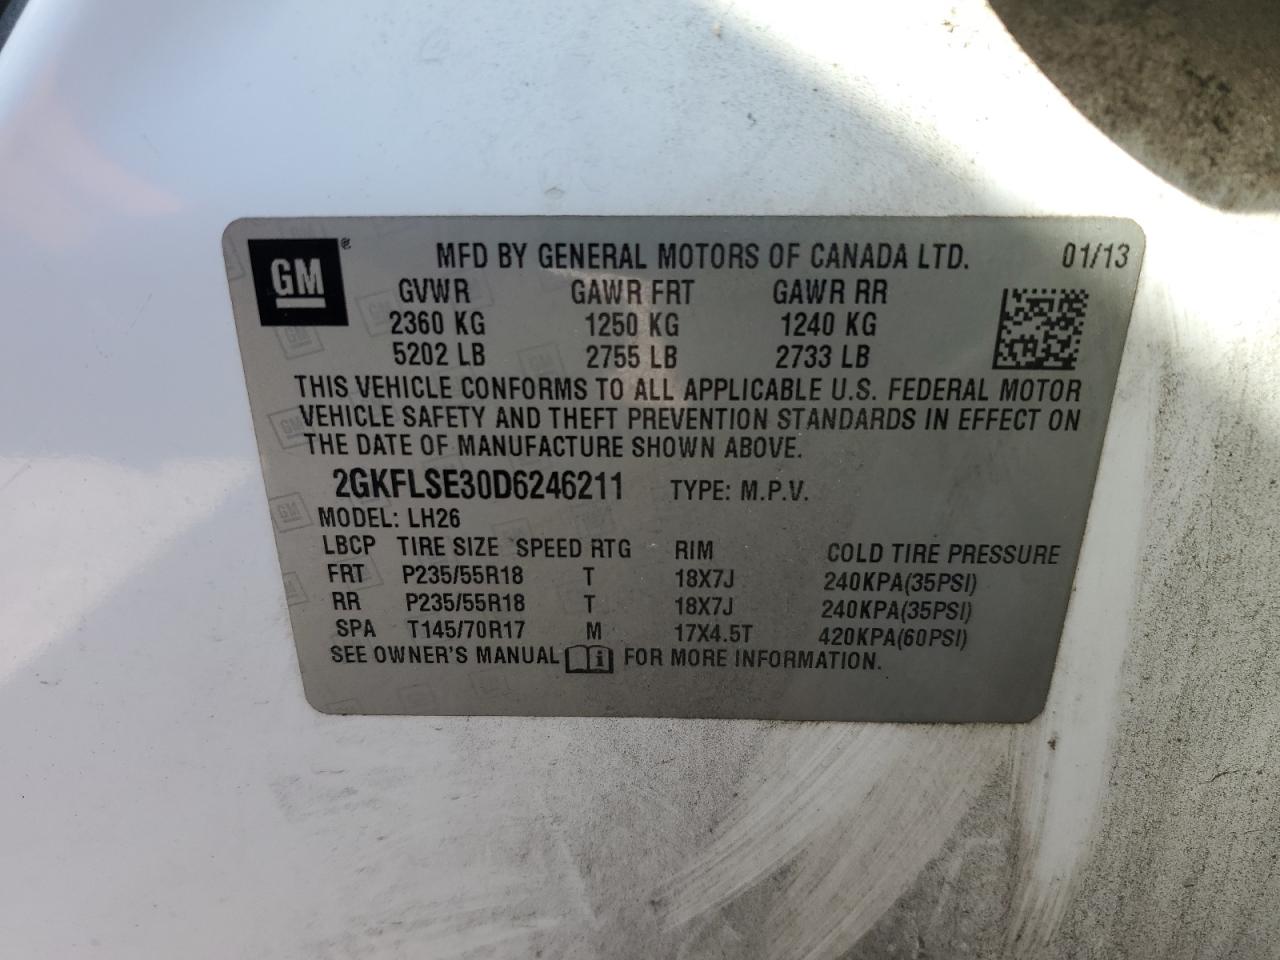 GM ®
MFD BY GENERAL MOTORS OF CANADA LTD. 01/13
GVWR GAWR FRT GAWR RR
2360 KG 1250 KG 1240 KG
5202 LB 2755 LB 2733 LB
THIS VEHICLE CONFORMS TO ALL APPLICABLE U.S. FEDERAL MOTOR
VEHICLE SAFETY AND THEFT PREVENTION STANDARDS IN EFFECT ON
THE DATE OF MANUFACTURE SHOWN ABOVE.
2GKFLSE30D6246211 TYPE: M.P.V.
MODEL: LH26
LBCP TIRE SIZE SPEED RTG RIM COLD TIRE PRESSURE
FRT P235/55R18 T 18X7J 240KPA(35PSI)
RR P235/55R18 T 18X7J 240KPA(35PSI)
SPA T145/70R17 M 17X4.5T 420KPA(60PSI)
SEE OWNER'S MANUAL FOR MORE INFORMATION.